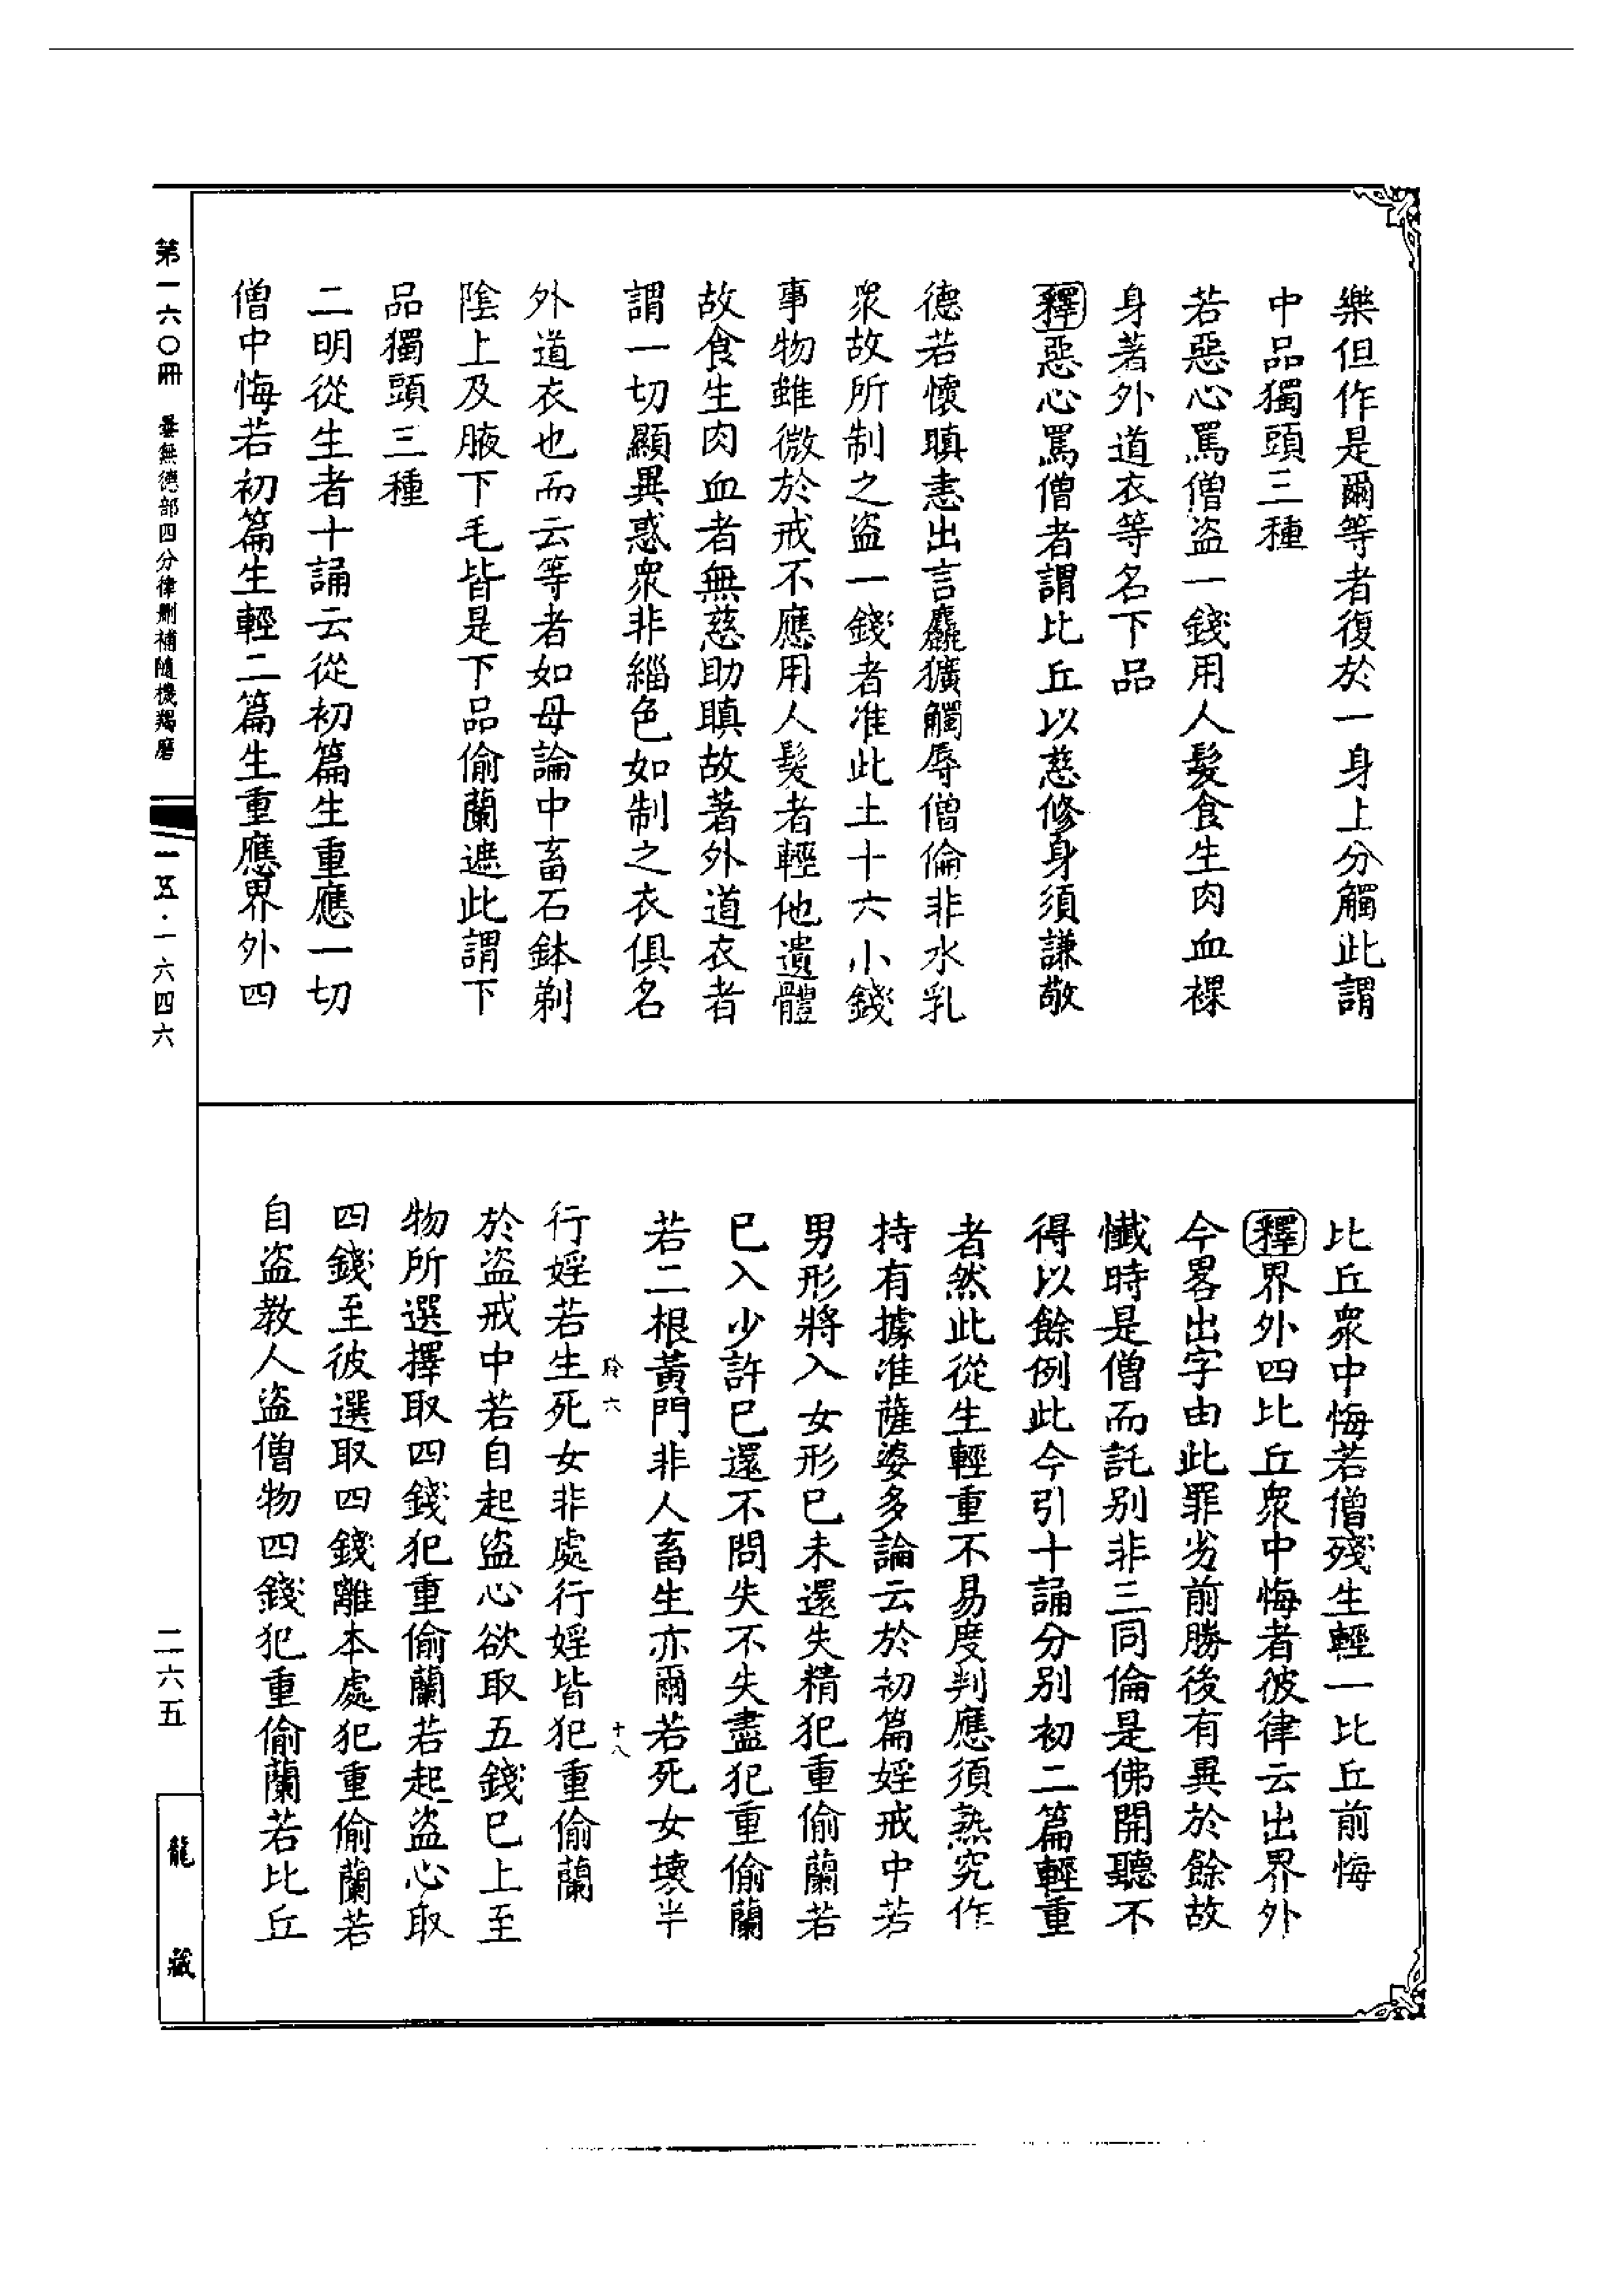 樂但作是爾等者復於一身上分觸此謂
中品獨頭三種
若惡心罵僧盜一錢用人髮食生肉血裸
身著外道衣等名下品
釋惡心罵僧者謂比丘以慈修身須謙敬
德若懷瞋恚出言麤獷觸辱僧倫非水乳
眾故所制之盜一錢者准此土十六小錢
事物雖微於戒不應用人髮者輕他遺體
故食生肉血者無慈助瞋故著外道衣者
謂一切顯異惑眾非緇色如制之衣俱名
外道衣也而云等者如母論中畜石鉢剃
陰上及腋下毛皆是下品偷蘭遮此謂下
品獨頭三種
二明從生者十誦云從初篇生重應一切
僧中悔若初篇生輕二篇生重應界外四
比丘眾中悔若僧殘生輕一比丘前悔
釋界外四比丘眾中悔者彼律云出界外
今畧出字由此罪劣前勝後有異於餘故
懺時是僧而託別非三同倫是佛開聽不
得以餘例此今引十誦分別初二篇輕重
者然此從生輕重不易度判應須熟究作
持有據准薩婆多論云於初篇婬戒中若
男形將入女形已未還失精犯重偷蘭若
已入少許已還不問失不失盡犯重偷蘭
若二根黃門非人畜生亦爾若死女壞半
行婬若生死女非處行婬皆犯重偷蘭
於盜戒中若自起盜心欲取五錢已上至
物所選擇取四錢犯重偷蘭若起盜心取
四錢至彼選取四錢離本處犯重偷蘭若
自盜教人盜僧物四錢犯重偷蘭若比丘
第一六〇冊 曇無德部四分律刪補隨機羯磨
一五·一六四六
二六五
龍藏
六
十八